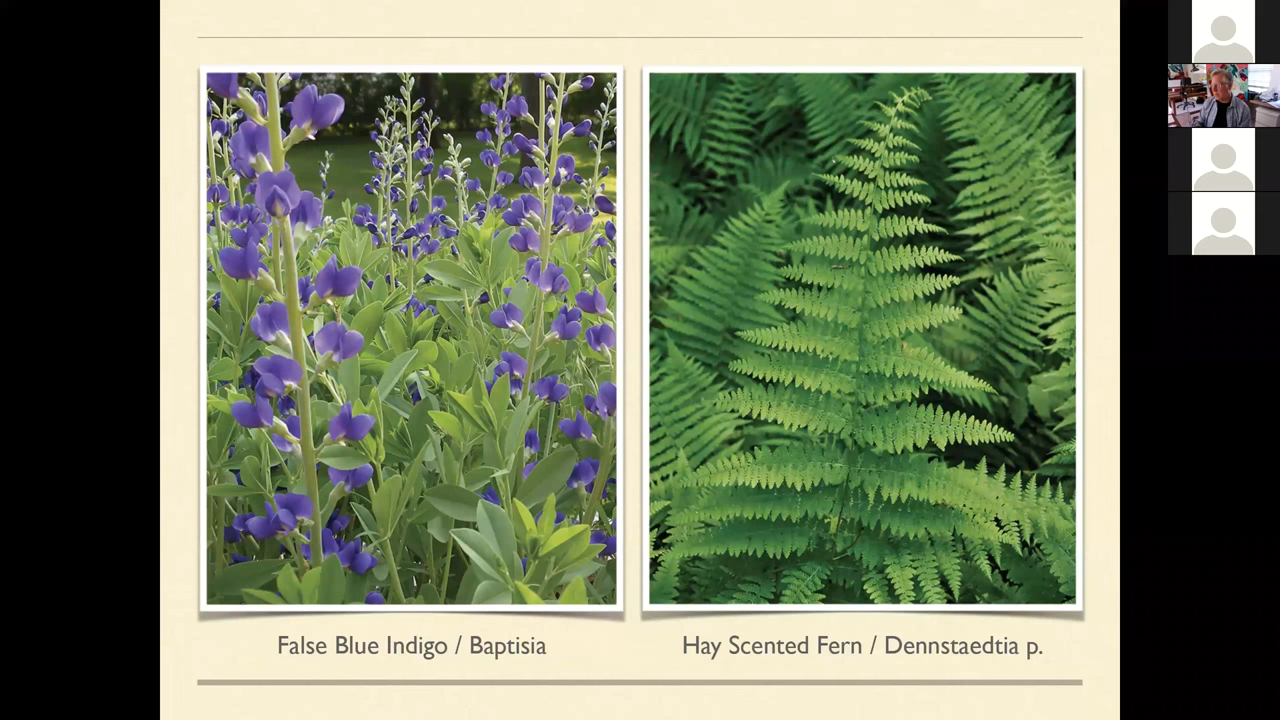 False Blue Indigo / Baptisia
Hay Scented Fern / Dennstaedtia p.